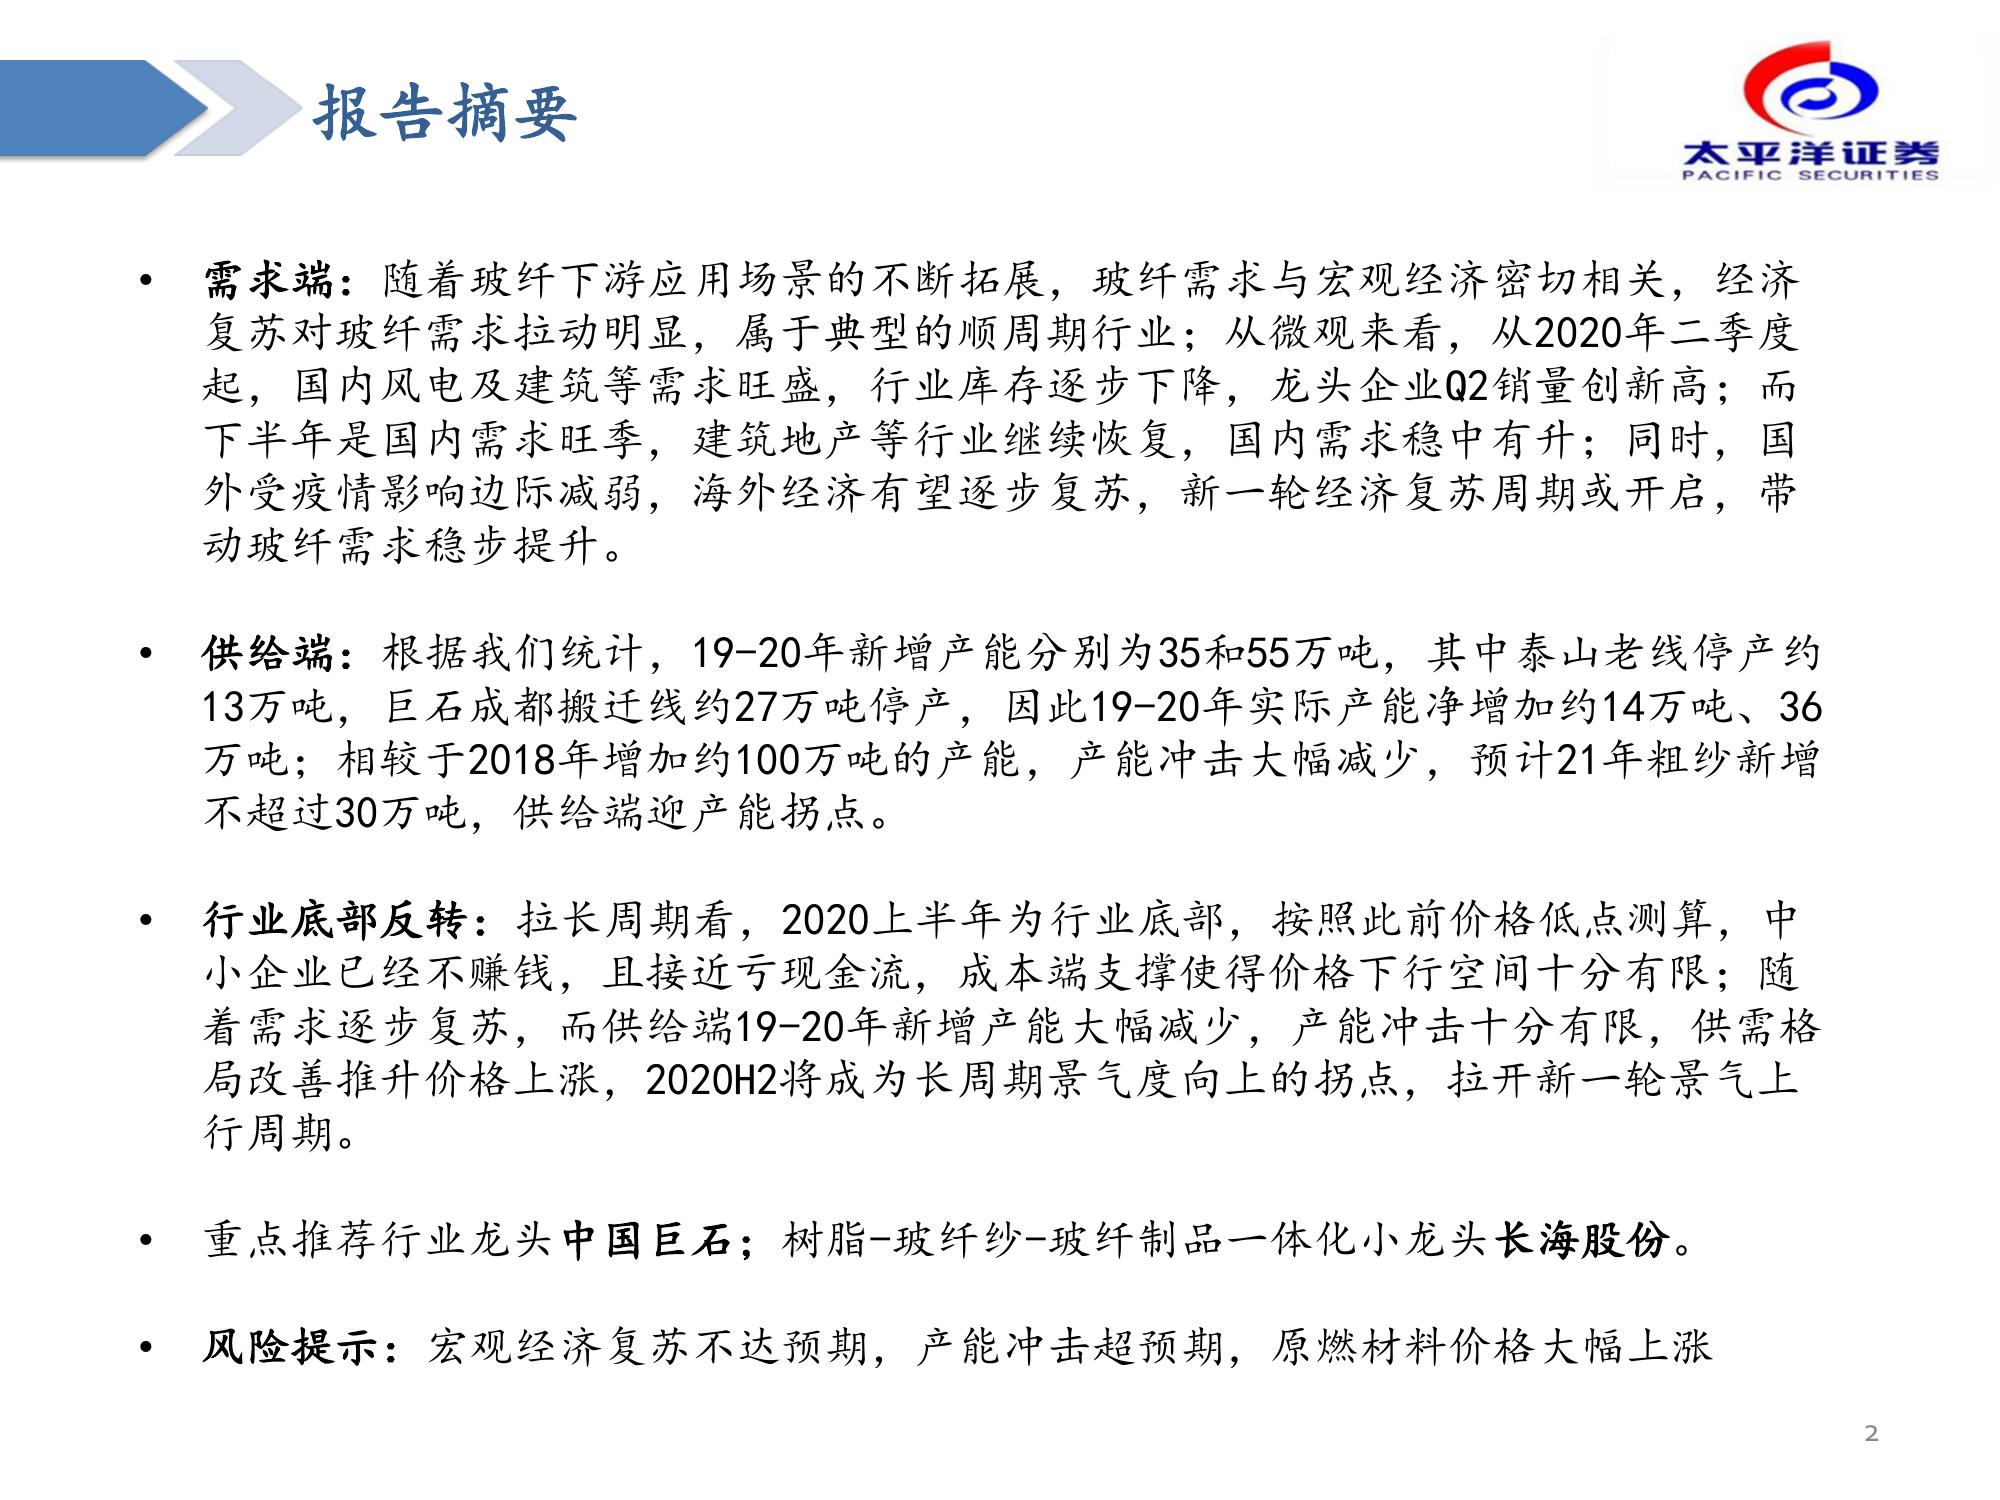 报告摘要
太平洋证券
PACIFIC SECURITIES
• 需求端：随着玻纤下游应用场景的不断拓展，玻纤需求与宏观经济密切相关，经济
复苏对玻纤需求拉动明显，属于典型的顺周期行业；从微观来看，从2020年二季度
起，国内风电及建筑等需求旺盛，行业库存逐步下降，龙头企业Q2销量创新高；而
下半年是国内需求旺季，建筑地产等行业继续恢复，国内需求稳中有升；同时，国
外受疫情影响边际减弱，海外经济有望逐步复苏，新一轮经济复苏周期或开启，带
动玻纤需求稳步提升。
• 供给端：根据我们统计，19-20年新增产能分别为35和55万吨，其中泰山老线停产约
13万吨，巨石成都搬迁线约27万吨停产，因此19-20年实际产能净增加约14万吨、36
万吨；相较于2018年增加约100万吨的产能，产能冲击大幅减少，预计21年粗纱新增
不超过30万吨，供给端迎产能拐点。
• 行业底部反转：拉长周期看，2020上半年为行业底部，按照此前价格低点测算，中
小企业已经不赚钱，且接近亏现金流，成本端支撑使得价格下行空间十分有限；随
着需求逐步复苏，而供给端19-20年新增产能大幅减少，产能冲击十分有限，供需格
局改善推升价格上涨，2020H2将成为长周期景气度向上的拐点，拉开新一轮景气上
行周期。
• 重点推荐行业龙头中国巨石；树脂-玻纤纱-玻纤制品一体化小龙头长海股份。
• 风险提示：宏观经济复苏不达预期，产能冲击超预期，原燃材料价格大幅上涨
2